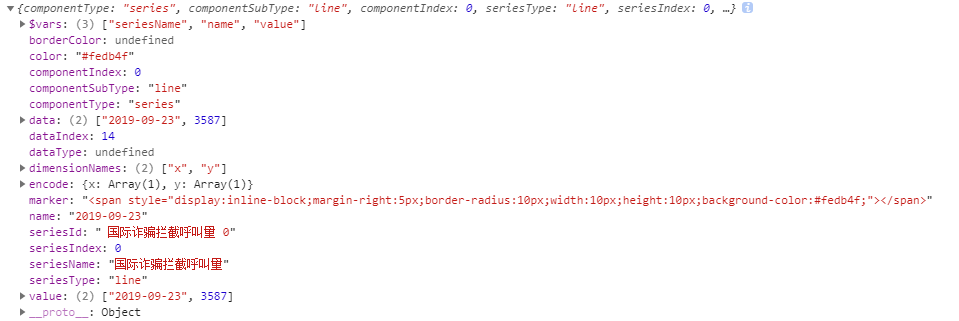 {componentType: "series", componentSubType: "line", componentIndex: 0, seriesType: "line", seriesIndex: 0, …} i
$vars: (3) ["seriesName", "name", "value"]
borderColor: undefined
color: "#fedb4f"
componentIndex: 0
componentSubType: "line"
componentType: "series"
data: (2) ["2019-09-23", 3587]
dataIndex: 14
dataType: undefined
dimensionNames: (2) ["x", "y"]
encode: {x: Array(1), y: Array(1)}
marker: "<span style="display:inline-block;margin-right:5px;border-radius:10px;width:10px;height:10px;background-color:#fedb4f;"></span>"
name: "2019-09-23"
seriesId: " 国际诈骗拦截呼叫量 0"
seriesIndex: 0
seriesName: "国际诈骗拦截呼叫量"
seriesType: "line"
value: (2) ["2019-09-23", 3587]
__proto__: Object